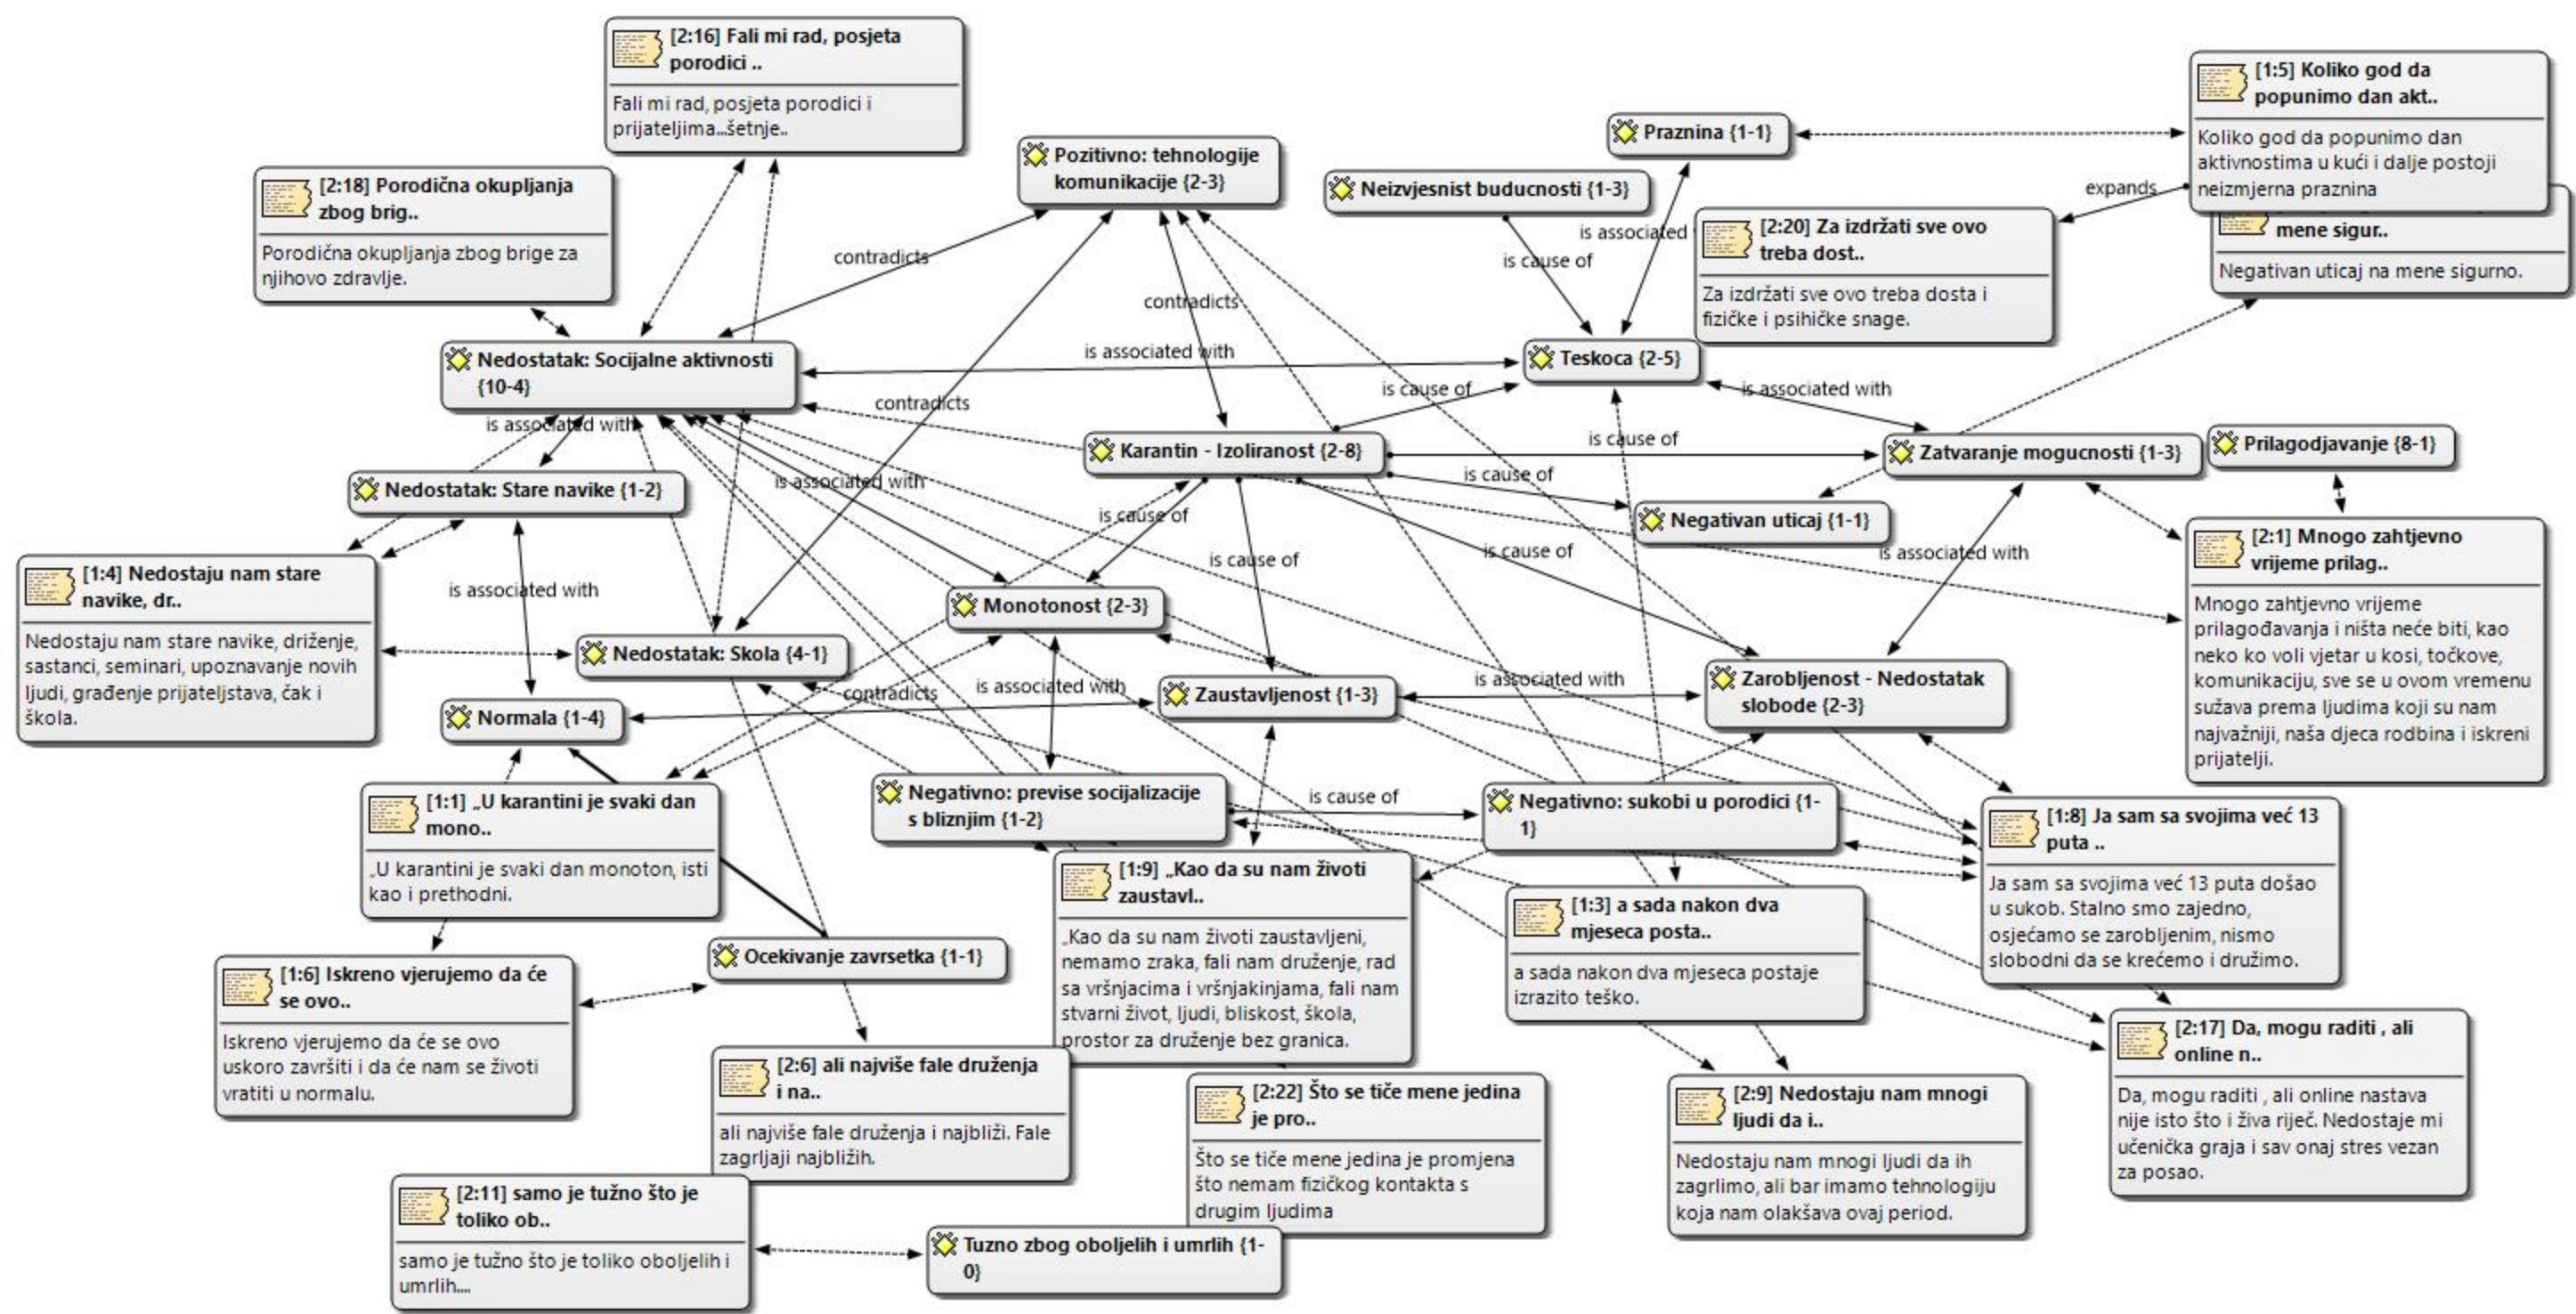 [2:16] Fali mi rad, posjeta
porodici ..
Fali mi rad, posjeta porodici i
prijateljima...šetnje..
[1:5] Koliko god da
popunimo dan akt..
Koliko god da popunimo dan
aktivnostima u kući i dalje postoji
neizmjerna praznina
mene sigur..
Negativan uticaj na mene sigurno.
Praznina {1-1}
Pozitivno: tehnologije
komunikacije {2-3}
Neizvjesnist buducnosti {1-3}
[2:18] Porodična okupljanja
zbog brig..
Porodična okupljanja zbog brige za
njihovo zdravlje.
expands
[2:20] Za izdržati sve ovo
treba dost..
Za izdržati sve ovo treba dosta i
fizičke i psihičke snage.
is associated
is cause of
contradicts
contradicts
Nedostatak: Socijalne aktivnosti
{10-4}
is associated with
Teskoca {2-5}
is cause of
is associated with
contradicts
is associated with
Karantin - Izoliranost {2-8}
is cause of
Zatvaranje mogucnosti {1-3}
Prilagodjavanje {8-1}
Nedostatak: Stare navike {1-2}
is associated with
is cause of
is cause of
Negativan uticaj {1-1}
is cause of
is cause of
is associated with
[2:1] Mnogo zahtjevno
vrijeme prilag..
Mnogo zahtjevno vrijeme
prilagođavanja i ništa neće biti, kao
neko ko voli vjetar u kosi, točkove,
komunikaciju, sve se u ovom vremenu
sužava prema ljudima koji su nam
najvažniji, naša djeca rodbina i iskreni
prijatelji.
[1:4] Nedostaju nam stare
navike, dr..
Nedostaju nam stare navike, driženje,
sastanci, seminari, upoznavanje novih
ljudi, građenje prijateljstava, čak i
škola.
is associated with
Monotonost {2-3}
Nedostatak: Skola {4-1}
contradicts
is associated with
Zaustavljenost {1-3}
is associated with
Zarobljenost - Nedostatak
slobode {2-3}
Normala {1-4}
[1:1] „U karantini je svaki dan
mono..
„U karantini je svaki dan monoton, isti
kao i prethodni.
Negativno: previse socijalizacije
s bliznjim {1-2}
is cause of
Negativno: sukobi u porodici {1-
1}
[1:8] Ja sam sa svojima već 13
puta ..
Ja sam sa svojima već 13 puta došao
u sukob. Stalno smo zajedno,
osjećamo se zarobljenim, nismo
slobodni da se krećemo i družimo.
[1:9] „Kao da su nam životi
zaustavl..
„Kao da su nam životi zaustavljeni,
nemamo zraka, fali nam druženje, rad
sa vršnjacima i vršnjakinjama, fali nam
stvarni život, ljudi, bliskost, škola,
prostor za druženje bez granica.
[1:3] a sada nakon dva
mjeseca posta..
a sada nakon dva mjeseca postaje
izrazito teško.
Ocekivanje zavrsetka {1-1}
[1:6] Iskreno vjerujemo da će
se ovo..
Iskreno vjerujemo da će se ovo
uskoro završiti i da će nam se životi
vratiti u normalu.
[2:17] Da, mogu raditi , ali
online n..
Da, mogu raditi , ali online nastava
nije isto što i živa riječ. Nedostaje mi
učenička graja i sav onaj stres vezan
za posao.
[2:6] ali najviše fale druženja
i na..
ali najviše fale druženja i najbliži. Fale
zagrljaji najbližih.
[2:22] Što se tiče mene jedina
je pro..
Što se tiče mene jedina je promjena
što nemam fizičkog kontakta s
drugim ljudima
[2:9] Nedostaju nam mnogi
ljudi da i..
Nedostaju nam mnogi ljudi da ih
zagrlimo, ali bar imamo tehnologiju
koja nam olakšava ovaj period.
[2:11] samo je tužno što je
toliko ob..
samo je tužno što je toliko oboljelih i
umrlih....
Tuzno zbog oboljelih i umrlih {1-
0}